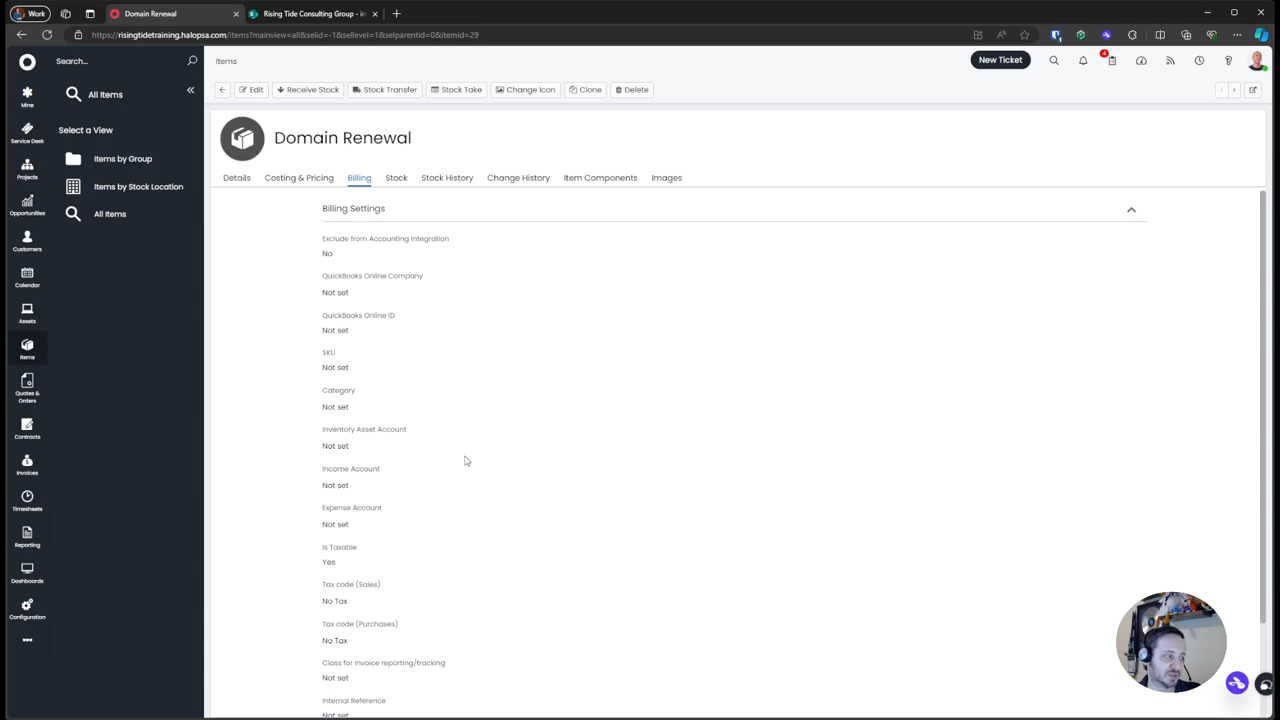 Work
Domain Renewal
Rising Tide Consulting Group - in
https://risingtidetraining.halopsa.com/items?mainview=all&selid=-1&sellevel=1&selparentid=0&itemid=29
Search...
Items
New Ticket
4
Mine
Service Desk
Projects
Opportunities
Customers
Calendar
Assets
Items
Quotes &
Orders
Contracts
Invoices
Timesheets
Reporting
Dashboards
Configuration
All Items
Select a View
Items by Group
Items by Stock Location
All Items
Edit
Receive Stock
Stock Transfer
Stock Take
Change Icon
Clone
Delete
Domain Renewal
Details
Costing & Pricing
Billing
Stock
Stock History
Change History
Item Components
Images
Billing Settings
Exclude from Accounting Integration
No
QuickBooks Online Company
Not set
QuickBooks Online ID
Not set
SKU
Not set
Category
Not set
Inventory Asset Account
Not set
Income Account
Not set
Expense Account
Not set
Is Taxable
Yes
Tax code (Sales)
No Tax
Tax code (Purchases)
No Tax
Class for invoice reporting/tracking
Not set
Internal Reference
Not set